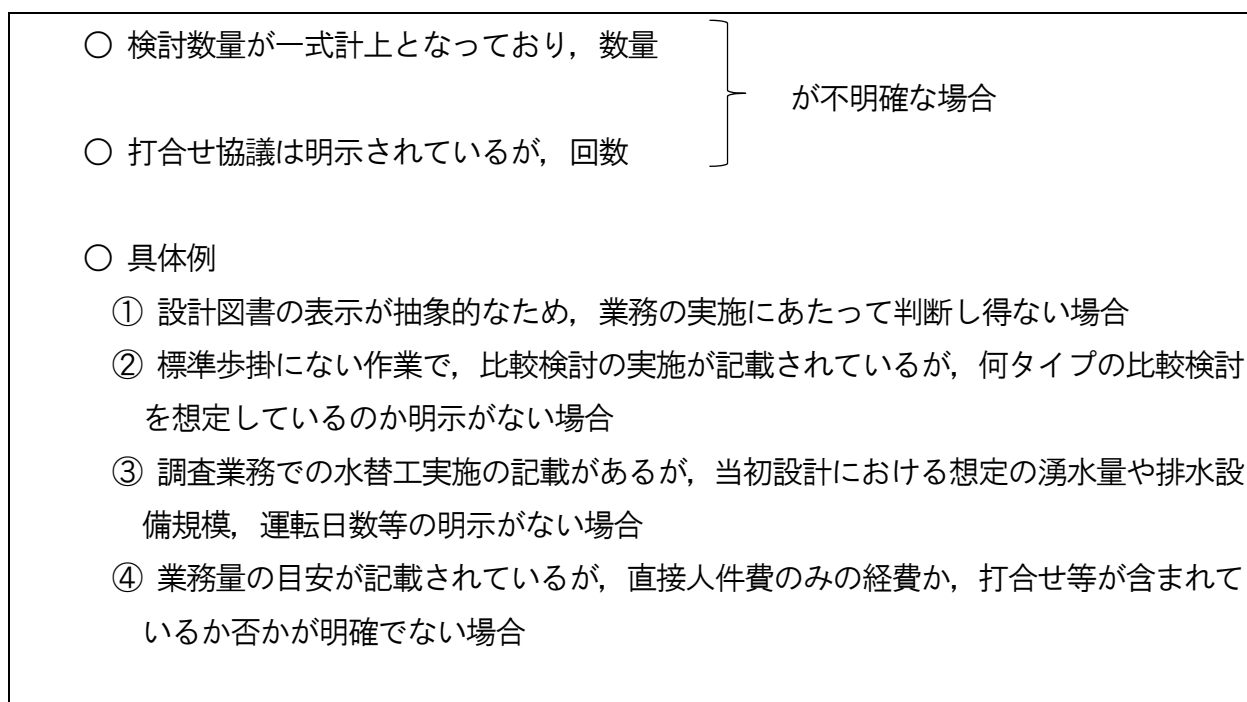 ○ 検討数量が一式計上となっており，数量
が不明確な場合
○ 打合せ協議は明示されているが，回数
○ 具体例
① 設計図書の表示が抽象的なため，業務の実施にあたって判断し得ない場合
② 標準歩掛にない作業で，比較検討の実施が記載されているが，何タイプの比較検討
を想定しているのか明示がない場合
③ 調査業務での水替工実施の記載があるが，当初設計における想定の湧水量や排水設
備規模，運転日数等の明示がない場合
④ 業務量の目安が記載されているが，直接人件費のみの経費か，打合せ等が含まれて
いるか否かが明確でない場合